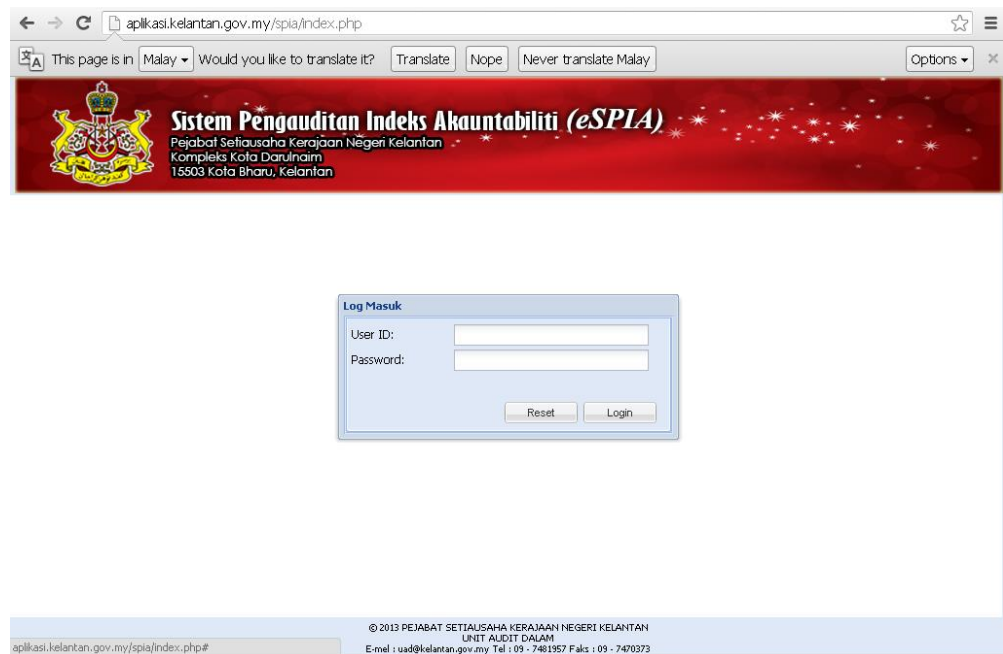 aplikasi.kelantan.gov.my/spia/index.php
This page is in Malay Would you like to translate it? Translate Nope Never translate Malay Options
Sistem Pengauditan Indeks Akauntabiliti (eSPIA)
Pejabat Setiausaha Kerajaan Negeri Kelantan
Kompleks Kota Darulnaim
15503 Kota Bharu, Kelantan
Log Masuk
User ID:
Password:
Reset Login
© 2013 PEJABAT SETIAUSAHA KERAJAAN NEGERI KELANTAN
UNIT AUDIT DALAM
E-mel : uad@kelantan.gov.my Tel : 09 - 7481957 Faks : 09 - 7470373
aplikasi.kelantan.gov.my/spia/index.php#